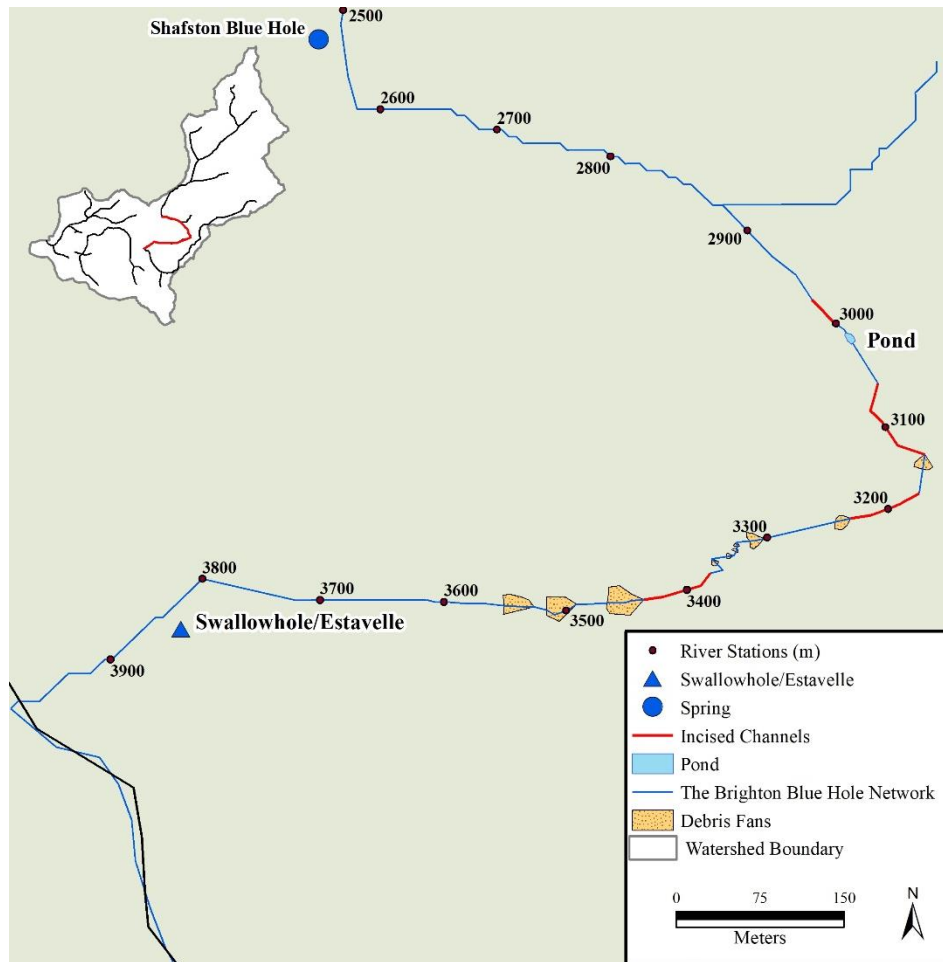 2500
Shafston Blue Hole
2600
2700
2800
2900
3000
Pond
3100
3200
3300
3400
3500
3600
3700
3800
Swallowhole/Estavelle
3900
River Stations (m)
Swallowhole/Estavelle
Spring
Incised Channels
Pond
The Brighton Blue Hole Network
Debris Fans
Watershed Boundary
0 75 150
Meters
N